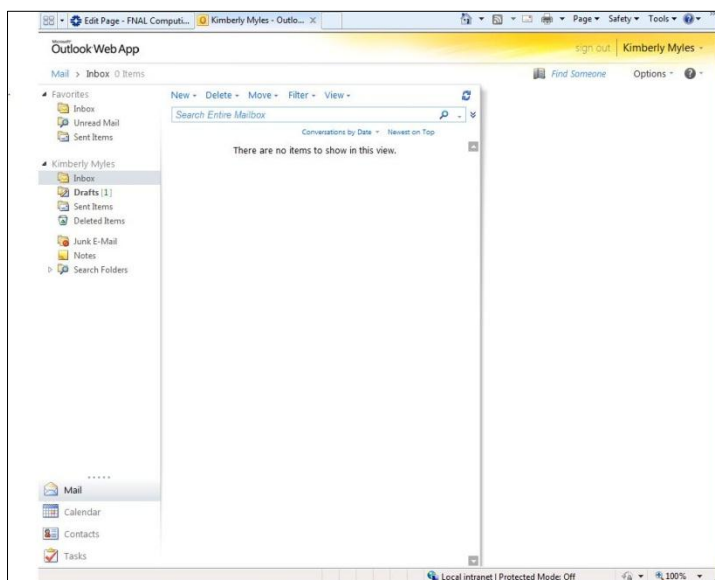 Edit Page - FNAL Computi... Kimberly Myles - Outlo... Page Safety Tools
Microsoft
Outlook Web App
sign out Kimberly Myles
Mail > Inbox 0 Items Find Someone Options
Favorites
Inbox
Unread Mail
Sent Items
Kimberly Myles
Inbox
Drafts [1]
Sent Items
Deleted Items
Junk E-Mail
Notes
Search Folders
New Delete Move Filter View
Search Entire Mailbox
Conversations by Date Newest on Top
There are no items to show in this view.
Mail
Calendar
Contacts
Tasks
Local intranet | Protected Mode: Off 100%